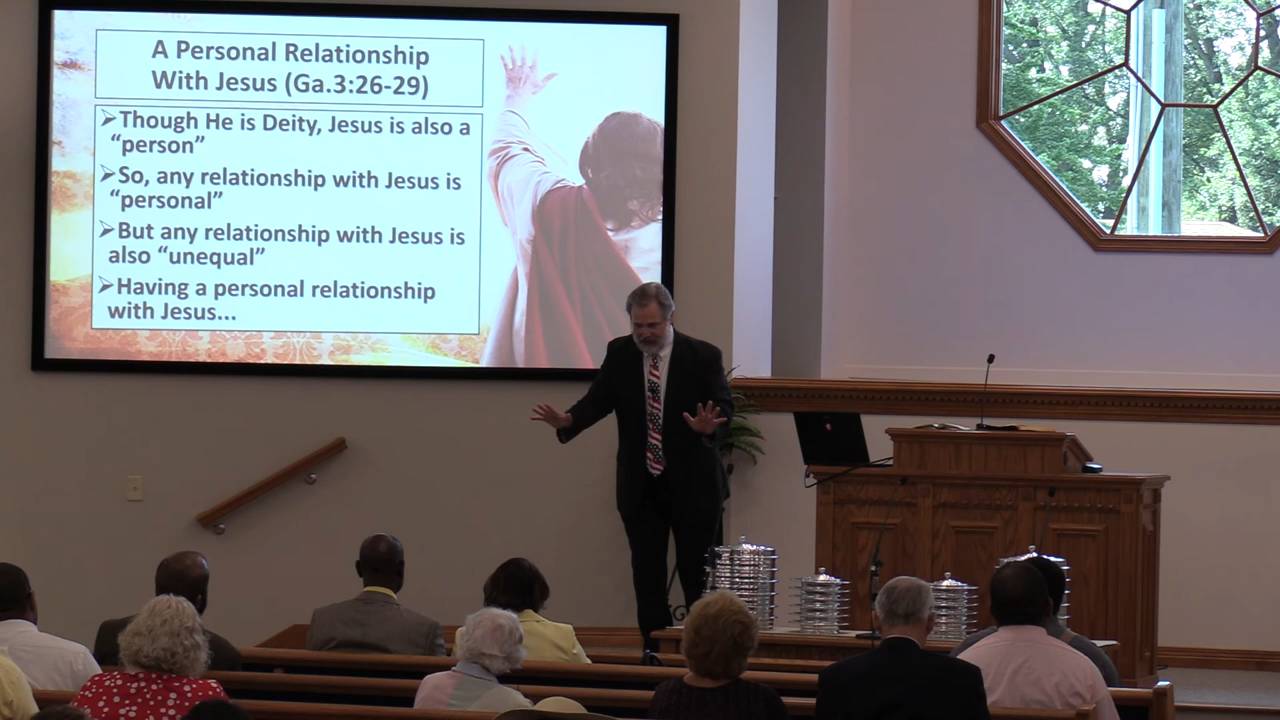 A Personal Relationship
With Jesus (Ga.3:26-29)
➢Though He is Deity, Jesus is also a
“person”
➢So, any relationship with Jesus is
“personal”
➢But any relationship with Jesus is
also “unequal”
➢Having a personal relationship
with Jesus...